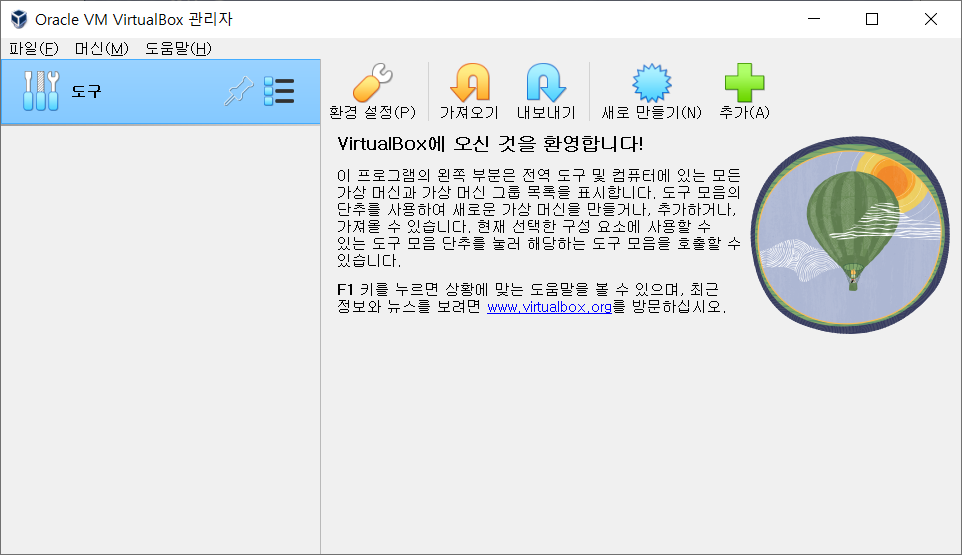 Oracle VM VirtualBox 관리자
파일(F) 머신(M) 도움말(H)
도구
환경 설정(P) 가져오기 내보내기 새로 만들기(N) 추가(A)
VirtualBox에 오신 것을 환영합니다!
이 프로그램의 왼쪽 부분은 전역 도구 및 컴퓨터에 있는 모든
가상 머신과 가상 머신 그룹 목록을 표시합니다. 도구 모음의
단추를 사용하여 새로운 가상 머신을 만들거나, 추가하거나,
가져올 수 있습니다. 현재 선택한 구성 요소에 사용할 수
있는 도구 모음 단추를 눌러 해당하는 도구 모음을 호출할 수
있습니다.
F1 키를 누르면 상황에 맞는 도움말을 볼 수 있으며, 최근
정보와 뉴스를 보려면 www.virtualbox.org를 방문하십시오.